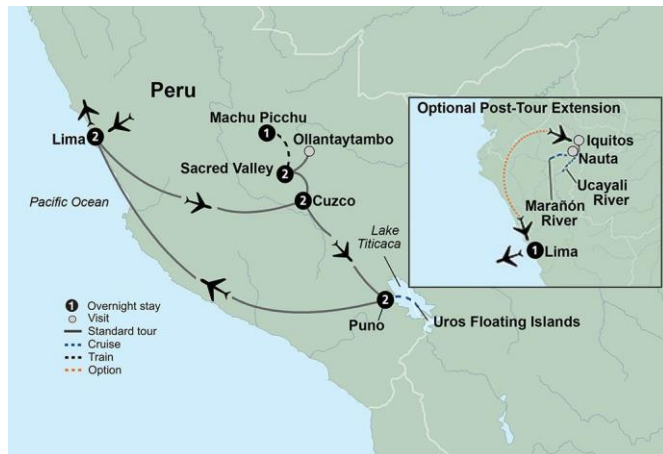 Peru
Machu Picchu
1
Ollantaytambo
Lima
2
Sacred Valley
2
2
Cuzco
Pacific Ocean
Lake
Titicaca
2
Puno
Uros Floating Islands
1 Overnight stay
Visit
Standard tour
Cruise
Train
Option
Optional Post-Tour Extension
Iquitos
Nauta
Ucayali
River
Marañón
River
1
Lima